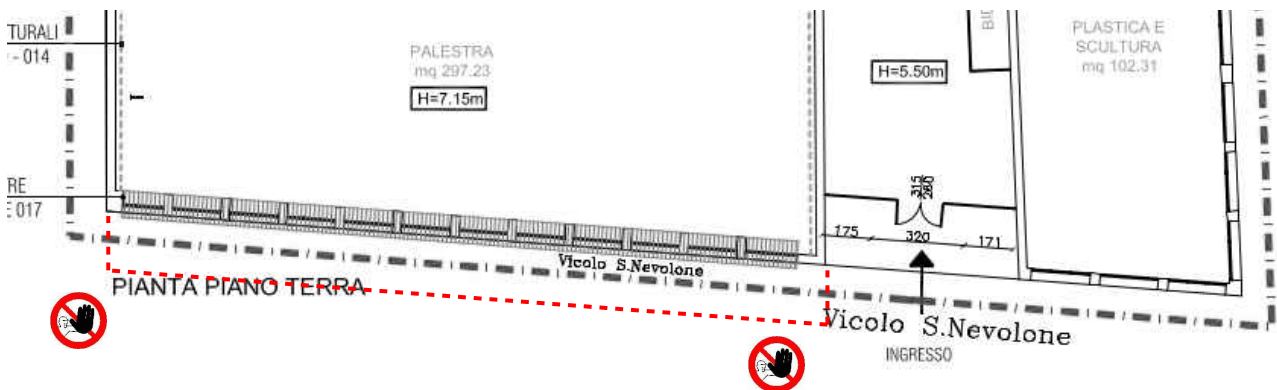 TURALI
- 014
PALESTRA
mq 297.23
H=7.15m
H=5.50m
BID
PLASTICA E
SCULTURA
mq 102.31
RE
E 017
315
260
175
320
171
Vicolo S.Nevolone
PIANTA PIANO TERRA
Vicolo S.Nevolone
INGRESSO